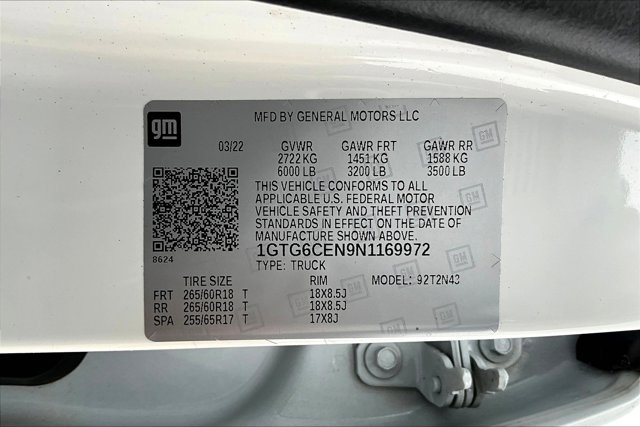 gm
MFD BY GENERAL MOTORS LLC
03/22 GVWR GAWR FRT GAWR RR
2722 KG 1451 KG 1588 KG
6000 LB 3200 LB 3500 LB
THIS VEHICLE CONFORMS TO ALL
APPLICABLE U.S. FEDERAL MOTOR
VEHICLE SAFETY AND THEFT PREVENTION
STANDARDS IN EFFECT ON THE DATE OF
MANUFACTURE SHOWN ABOVE.
1GTG6CEN9N1169972
8624 TYPE: TRUCK
TIRE SIZE RIM MODEL: 92T2N43
FRT 265/60R18 T 18X8.5J
RR 265/60R18 T 18X8.5J
SPA 255/65R17 T 17X8J